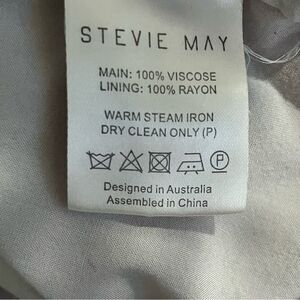 STEVIE MAY
MAIN: 100% VISCOSE
LINING: 100% RAYON
WARM STEAM IRON
DRY CLEAN ONLY (P)
P
Designed in Australia
Assembled in China